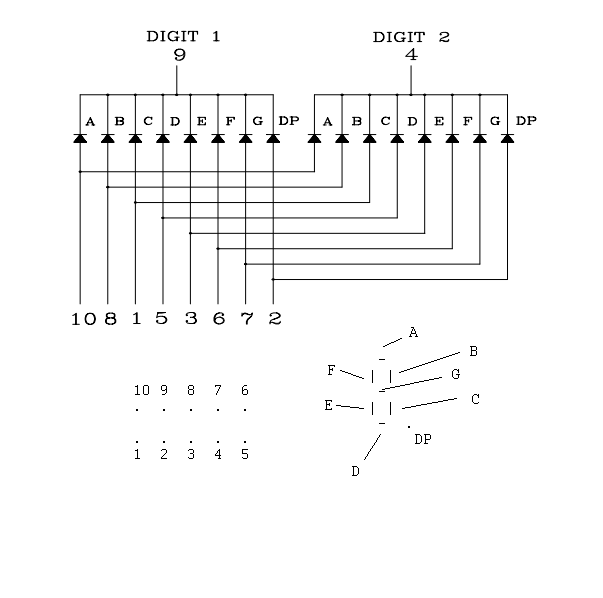 DIGIT 1 DIGIT 2
9 4
A B C D E F G DP A B C D E F G DP
10 8 1 5 3 6 7 2
A
B
F G
E C
DP
D
10 9 8 7 6
1 2 3 4 5